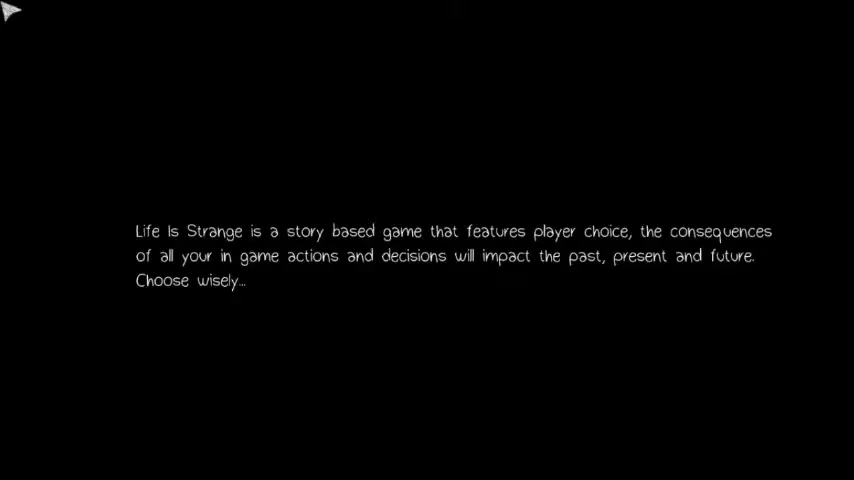 Life Is Strange is a story based game that features player choice, the consequences
of all your in game actions and decisions will impact the past, present and future.
Choose wisely...